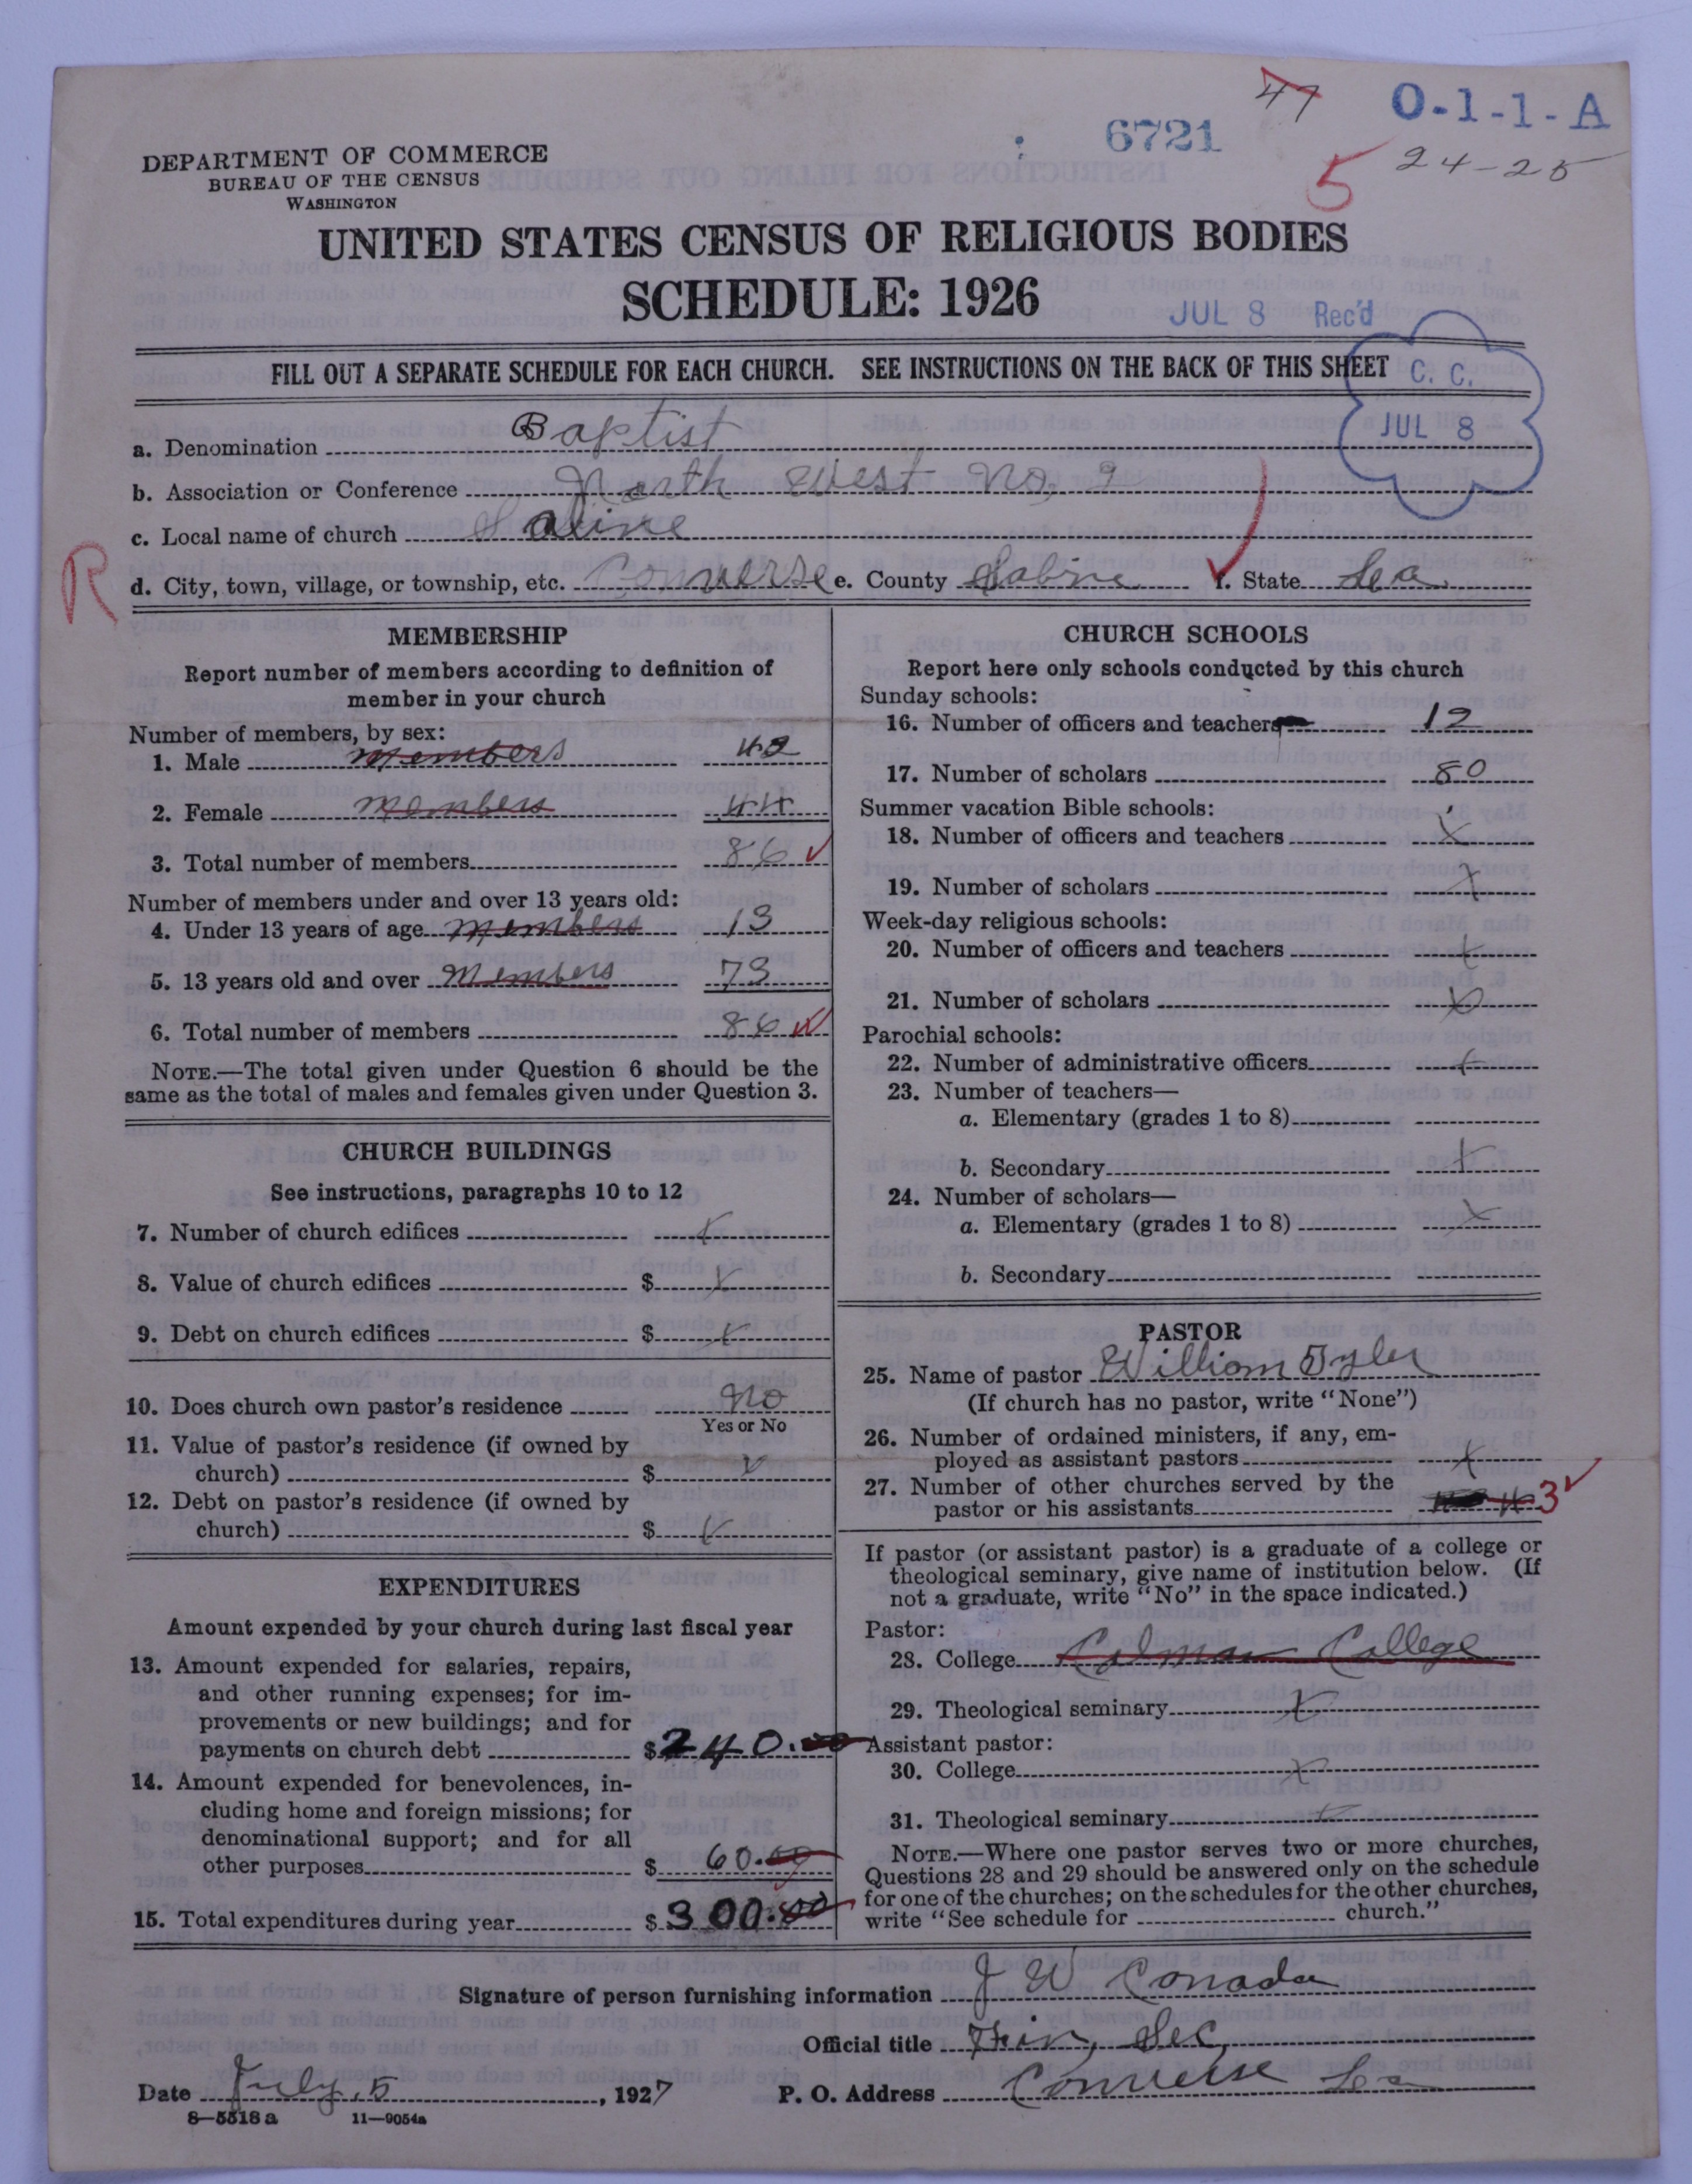 47
O-1-1-A
6721
5
24-25
DEPARTMENT OF COMMERCE
BUREAU OF THE CENSUS
WASHINGTON
UNITED STATES CENSUS OF RELIGIOUS BODIES
SCHEDULE: 1926
JUL 8 Rec'd
FILL OUT A SEPARATE SCHEDULE FOR EACH CHURCH. SEE INSTRUCTIONS ON THE BACK OF THIS SHEET
C. C.
JUL 8
a. Denomination Baptist
b. Association or Conference North West No. 2
c. Local name of church Saline
R
d. City, town, village, or township, etc. Converse e. County Sabine f. State La
MEMBERSHIP
Report number of members according to definition of
member in your church
Number of members, by sex:
1. Male members 42
2. Female members 44
3. Total number of members 86 ✓
Number of members under and over 13 years old:
4. Under 13 years of age members 13
5. 13 years old and over Members 73
6. Total number of members 86 ✓
NOTE.—The total given under Question 6 should be the
same as the total of males and females given under Question 3.
CHURCH BUILDINGS
See instructions, paragraphs 10 to 12
7. Number of church edifices x
8. Value of church edifices $ x
9. Debt on church edifices $ x
10. Does church own pastor's residence No
Yes or No
11. Value of pastor's residence (if owned by
church) $ x
12. Debt on pastor's residence (if owned by
church) $ x
EXPENDITURES
Amount expended by your church during last fiscal year
13. Amount expended for salaries, repairs,
and other running expenses; for im-
provements or new buildings; and for
payments on church debt $ 240.00
14. Amount expended for benevolences, in-
cluding home and foreign missions; for
denominational support; and for all
other purposes $ 60.00
15. Total expenditures during year $ 300.00
CHURCH SCHOOLS
Report here only schools conducted by this church
Sunday schools:
16. Number of officers and teachers 12
17. Number of scholars 80
Summer vacation Bible schools:
18. Number of officers and teachers x
19. Number of scholars x
Week-day religious schools:
20. Number of officers and teachers x
21. Number of scholars x
Parochial schools:
22. Number of administrative officers x
23. Number of teachers—
a. Elementary (grades 1 to 8)
b. Secondary x
24. Number of scholars—
a. Elementary (grades 1 to 8) x
b. Secondary
PASTOR
25. Name of pastor William Tyler
(If church has no pastor, write "None")
26. Number of ordained ministers, if any, em-
ployed as assistant pastors x
27. Number of other churches served by the
pastor or his assistants 4 3 ✓
If pastor (or assistant pastor) is a graduate of a college or
theological seminary, give name of institution below. (If
not a graduate, write "No" in the space indicated.)
Pastor:
28. College Colman College
29. Theological seminary x
Assistant pastor:
30. College x
31. Theological seminary x
NOTE.—Where one pastor serves two or more churches,
Questions 28 and 29 should be answered only on the schedule
for one of the churches; on the schedules for the other churches,
write "See schedule for church."
Signature of person furnishing information J W Conada
Official title Fin, Sec,
Date July, 5, 1927 P. O. Address Converse La
8—5518 a 11—9054a